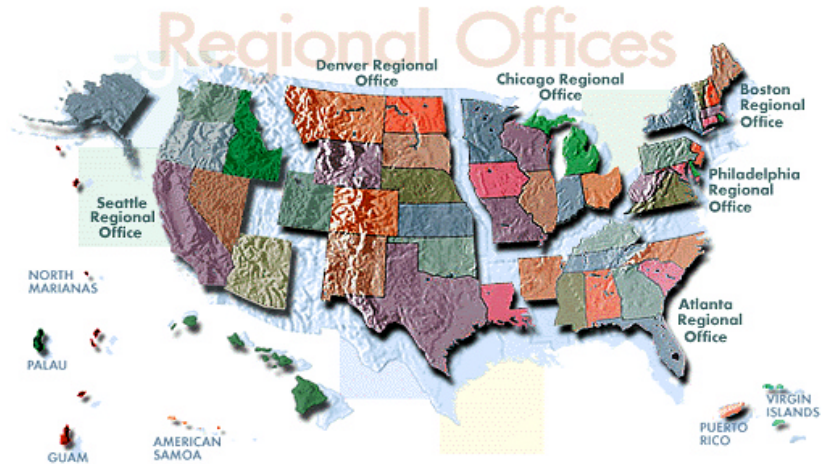 Regional Offices
Denver Regional
Office
Chicago Regional
Office
Boston
Regional
Office
Philadelphia
Regional
Office
Seattle
Regional
Office
Atlanta
Regional
Office
NORTH
MARIANAS
PALAU
GUAM
AMERICAN
SAMOA
PUERTO
RICO
VIRGIN
ISLANDS